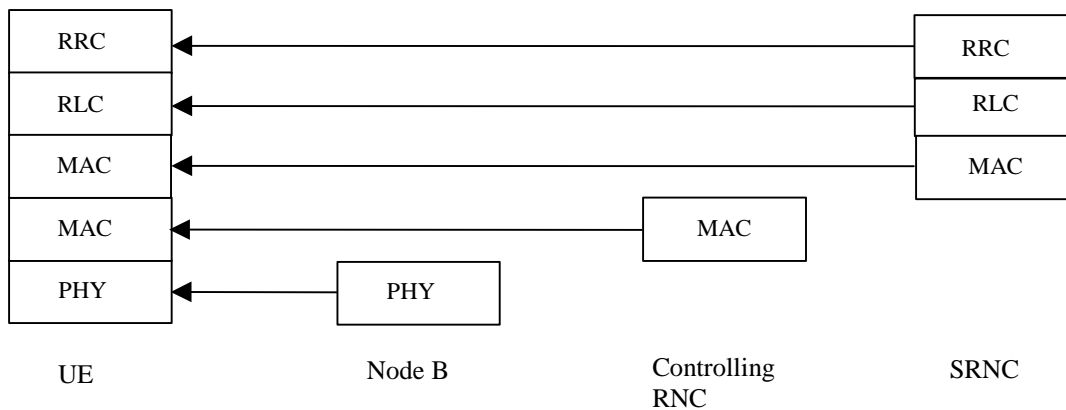 RRC
RRC
RLC
RLC
MAC
MAC
MAC
MAC
PHY
PHY
UE
Node B
Controlling
RNC
SRNC